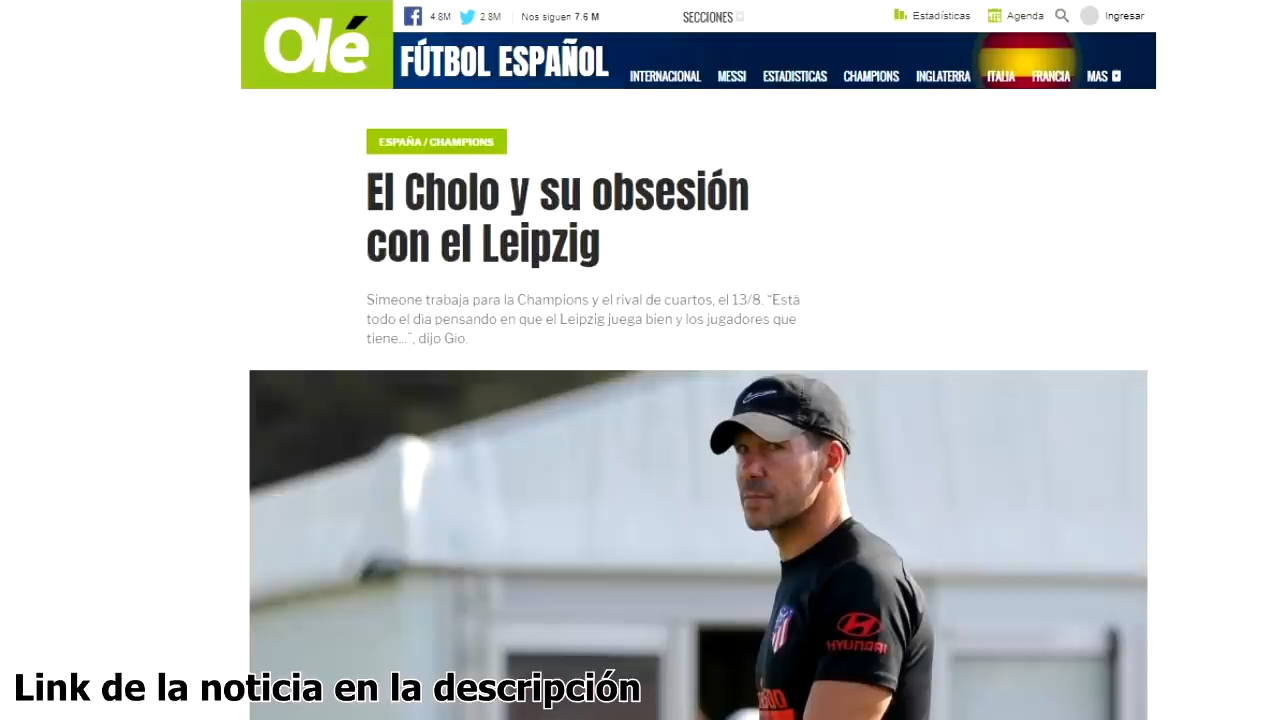 Olé
4.8M 2.8M Nos siguen 7.6 M SECCIONES Estadísticas Agenda Ingresar
FÚTBOL ESPAÑOL
INTERNACIONAL MESSI ESTADISTICAS CHAMPIONS INGLATERRA ITALIA FRANCIA MAS
ESPAÑA / CHAMPIONS
El Cholo y su obsesión
con el Leipzig
Simeone trabaja para la Champions y el rival de cuartos, el 13/8. “Está
todo el día pensando en que el Leipzig juega bien y los jugadores que
tiene...”, dijo Gio.
HYUNDAI
Link de la noticia en la descripción